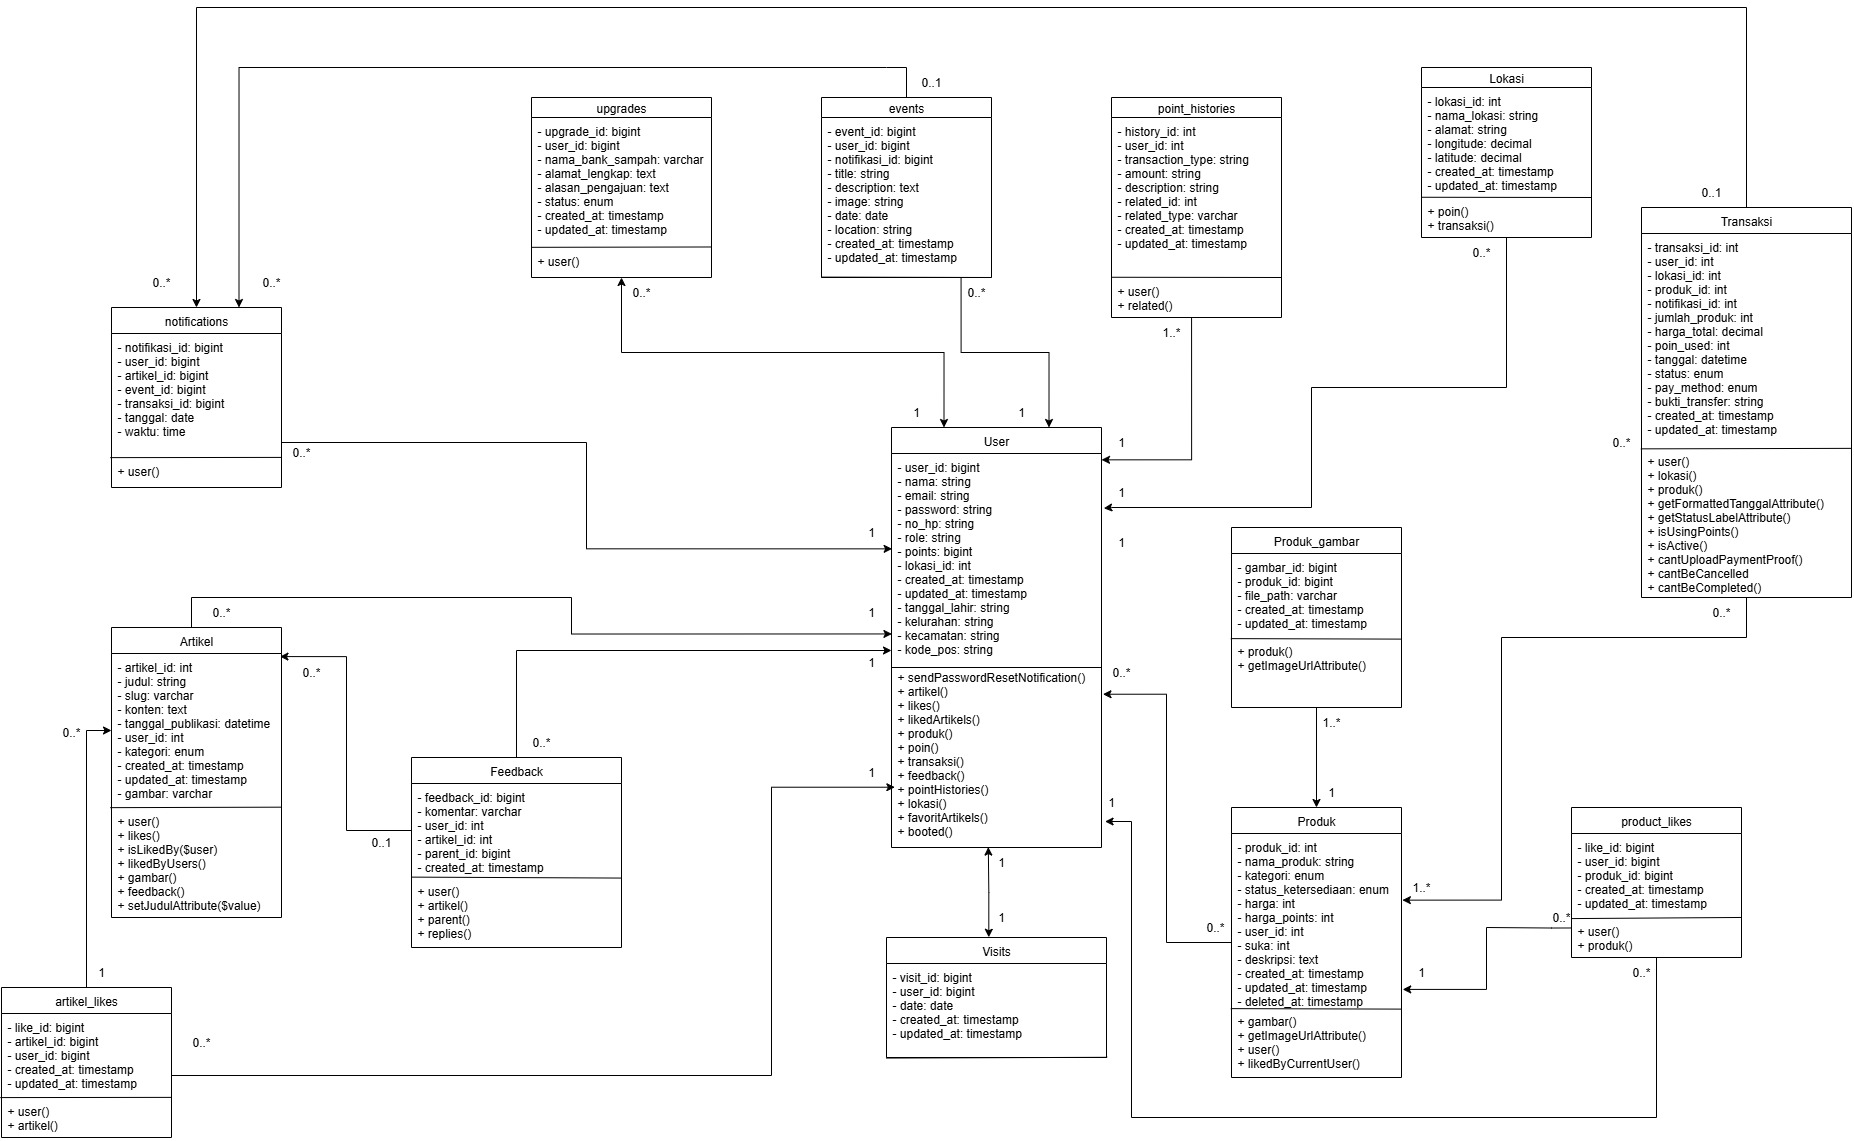 0..1
upgrades
- upgrade_id: bigint
- user_id: bigint
- nama_bank_sampah: varchar
- alamat_lengkap: text
- alasan_pengajuan: text
- status: enum
- created_at: timestamp
- updated_at: timestamp
+ user()
0..*
events
- event_id: bigint
- user_id: bigint
- notifikasi_id: bigint
- title: string
- description: text
- image: string
- date: date
- location: string
- created_at: timestamp
- updated_at: timestamp
0..*
point_histories
- history_id: int
- user_id: int
- transaction_type: string
- amount: string
- description: string
- related_id: int
- related_type: varchar
- created_at: timestamp
- updated_at: timestamp
+ user()
+ related()
1..*
Lokasi
- lokasi_id: int
- nama_lokasi: string
- alamat: string
- longitude: decimal
- latitude: decimal
- created_at: timestamp
- updated_at: timestamp
+ poin()
+ transaksi()
0..*
0..1
Transaksi
- transaksi_id: int
- user_id: int
- lokasi_id: int
- produk_id: int
- notifikasi_id: int
- jumlah_produk: int
- harga_total: decimal
- poin_used: int
- tanggal: datetime
- status: enum
- pay_method: enum
- bukti_transfer: string
- created_at: timestamp
- updated_at: timestamp
+ user()
+ lokasi()
+ produk()
+ getFormattedTanggalAttribute()
+ getStatusLabelAttribute()
+ isUsingPoints()
+ isActive()
+ cantUploadPaymentProof()
+ cantBeCancelled
+ cantBeCompleted()
0..*
0..*
0..*
0..*
notifications
- notifikasi_id: bigint
- user_id: bigint
- artikel_id: bigint
- event_id: bigint
- transaksi_id: bigint
- tanggal: date
- waktu: time
+ user()
0..*
1
1
1
1
1
1
1
1
1
User
- user_id: bigint
- nama: string
- email: string
- password: string
- no_hp: string
- role: string
- points: bigint
- lokasi_id: int
- created_at: timestamp
- updated_at: timestamp
- tanggal_lahir: string
- kelurahan: string
- kecamatan: string
- kode_pos: string
+ sendPasswordResetNotification()
+ artikel()
+ likes()
+ likedArtikels()
+ produk()
+ poin()
+ transaksi()
+ feedback()
+ pointHistories()
+ lokasi()
+ favoritArtikels()
+ booted()
0..*
1
1
Produk_gambar
- gambar_id: bigint
- produk_id: bigint
- file_path: varchar
- created_at: timestamp
- updated_at: timestamp
+ produk()
+ getImageUrlAttribute()
1..*
1
0..*
Artikel
- artikel_id: int
- judul: string
- slug: varchar
- konten: text
- tanggal_publikasi: datetime
- user_id: int
- kategori: enum
- created_at: timestamp
- updated_at: timestamp
- gambar: varchar
+ user()
+ likes()
+ isLikedBy($user)
+ likedByUsers()
+ gambar()
+ feedback()
+ setJudulAttribute($value)
0..*
0..*
0..*
Feedback
- feedback_id: bigint
- komentar: varchar
- user_id: int
- artikel_id: int
- parent_id: bigint
- created_at: timestamp
+ user()
+ artikel()
+ parent()
+ replies()
0..1
Produk
- produk_id: int
- nama_produk: string
- kategori: enum
- status_ketersediaan: enum
- harga: int
- harga_points: int
- user_id: int
- suka: int
- deskripsi: text
- created_at: timestamp
- updated_at: timestamp
- deleted_at: timestamp
+ gambar()
+ getImageUrlAttribute()
+ user()
+ likedByCurrentUser()
0..*
1..*
1
product_likes
- like_id: bigint
- user_id: bigint
- produk_id: bigint
- created_at: timestamp
- updated_at: timestamp
+ user()
+ produk()
0..*
0..*
1
Visits
- visit_id: bigint
- user_id: bigint
- date: date
- created_at: timestamp
- updated_at: timestamp
1
artikel_likes
- like_id: bigint
- artikel_id: bigint
- user_id: bigint
- created_at: timestamp
- updated_at: timestamp
+ user()
+ artikel()
0..*